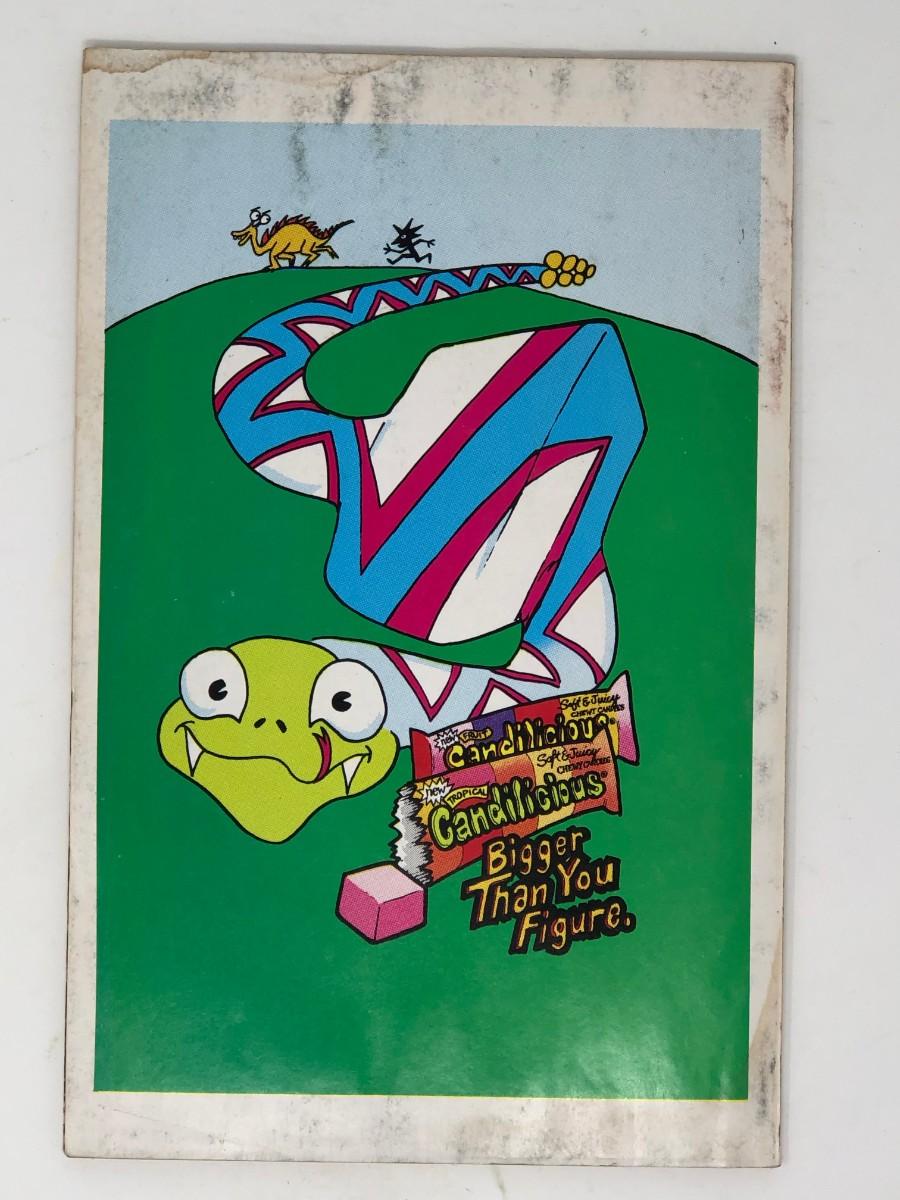 Soft & Juicy
CHEWY CANDIES
new FRUIT
Candilicious®
Soft & Juicy
CHEWY CANDIES
new TROPICAL
Candilicious®
Bigger
Than You
Figure.